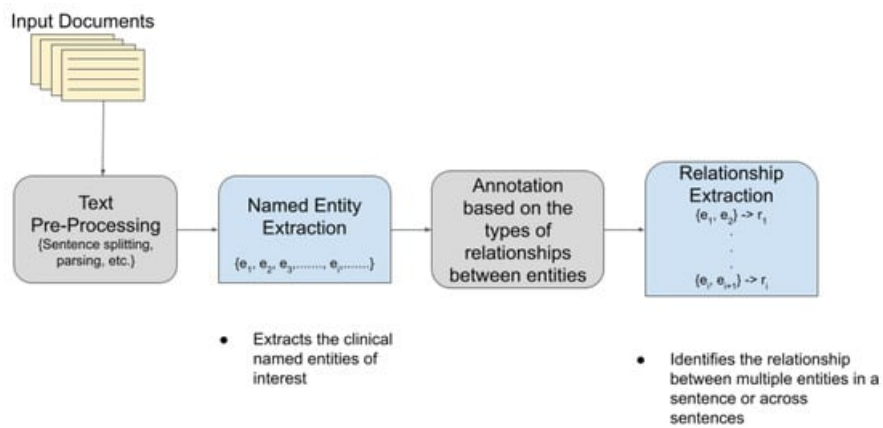 Input Documents
Text
Pre-Processing
{Sentence splitting,
parsing, etc.}
Named Entity
Extraction
{e₁, e₂, e₃,......., eᵢ,.......}
Annotation
based on the
types of
relationships
between entities
Relationship
Extraction
{e₁, e₂} -> r₁
.
.
.
{eᵢ, eᵢ₊₁} -> rᵢ
● Extracts the clinical
named entities of
interest
● Identifies the relationship
between multiple entities in a
sentence or across
sentences